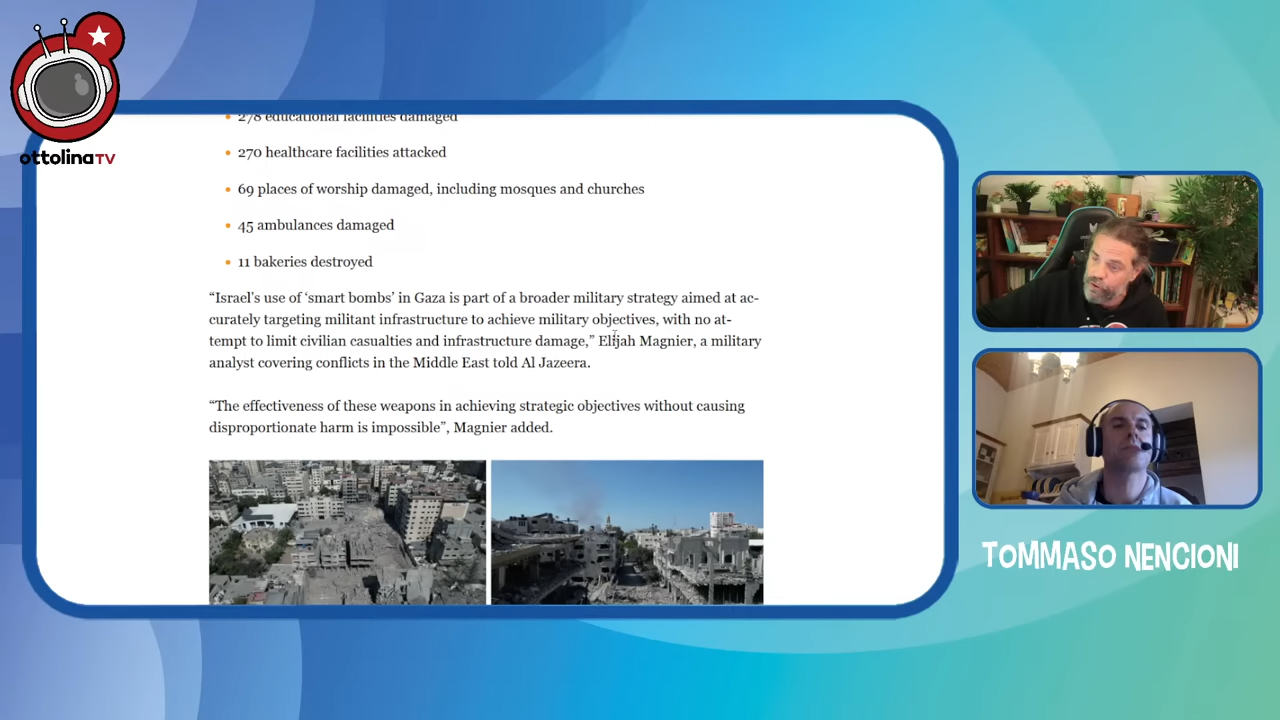 ottolinaTV
278 educational facilities damaged
270 healthcare facilities attacked
69 places of worship damaged, including mosques and churches
45 ambulances damaged
11 bakeries destroyed
“Israel's use of ‘smart bombs’ in Gaza is part of a broader military strategy aimed at ac-
curately targeting militant infrastructure to achieve military objectives, with no at-
tempt to limit civilian casualties and infrastructure damage,” Elijah Magnier, a military
analyst covering conflicts in the Middle East told Al Jazeera.
“The effectiveness of these weapons in achieving strategic objectives without causing
disproportionate harm is impossible”, Magnier added.
TOMMASO NENCIONI